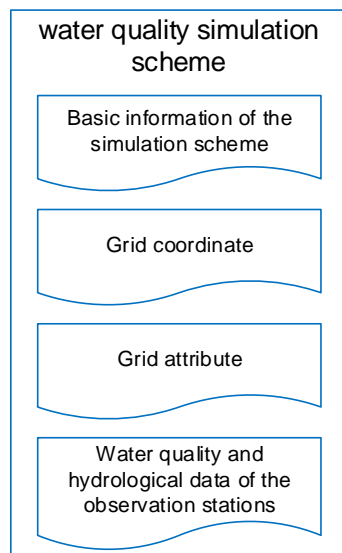 water quality simulation
scheme
Basic information of the
simulation scheme
Grid coordinate
Grid attribute
Water quality and
hydrological data of the
observation stations